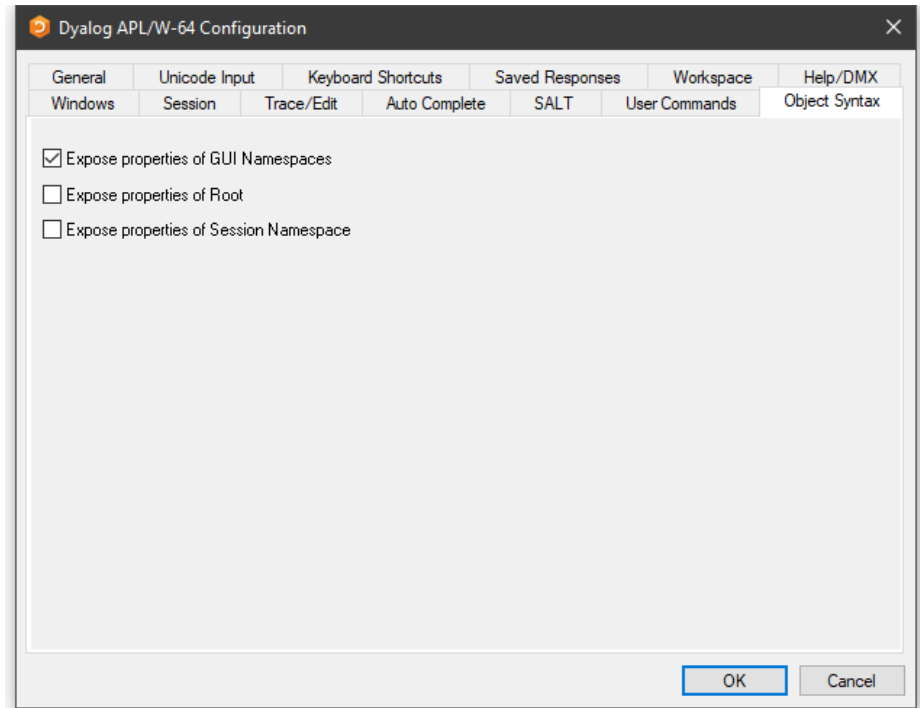 Dyalog APL/W-64 Configuration
General Unicode Input Keyboard Shortcuts Saved Responses Workspace Help/DMX
Windows Session Trace/Edit Auto Complete SALT User Commands Object Syntax
Expose properties of GUI Namespaces
Expose properties of Root
Expose properties of Session Namespace
OK Cancel